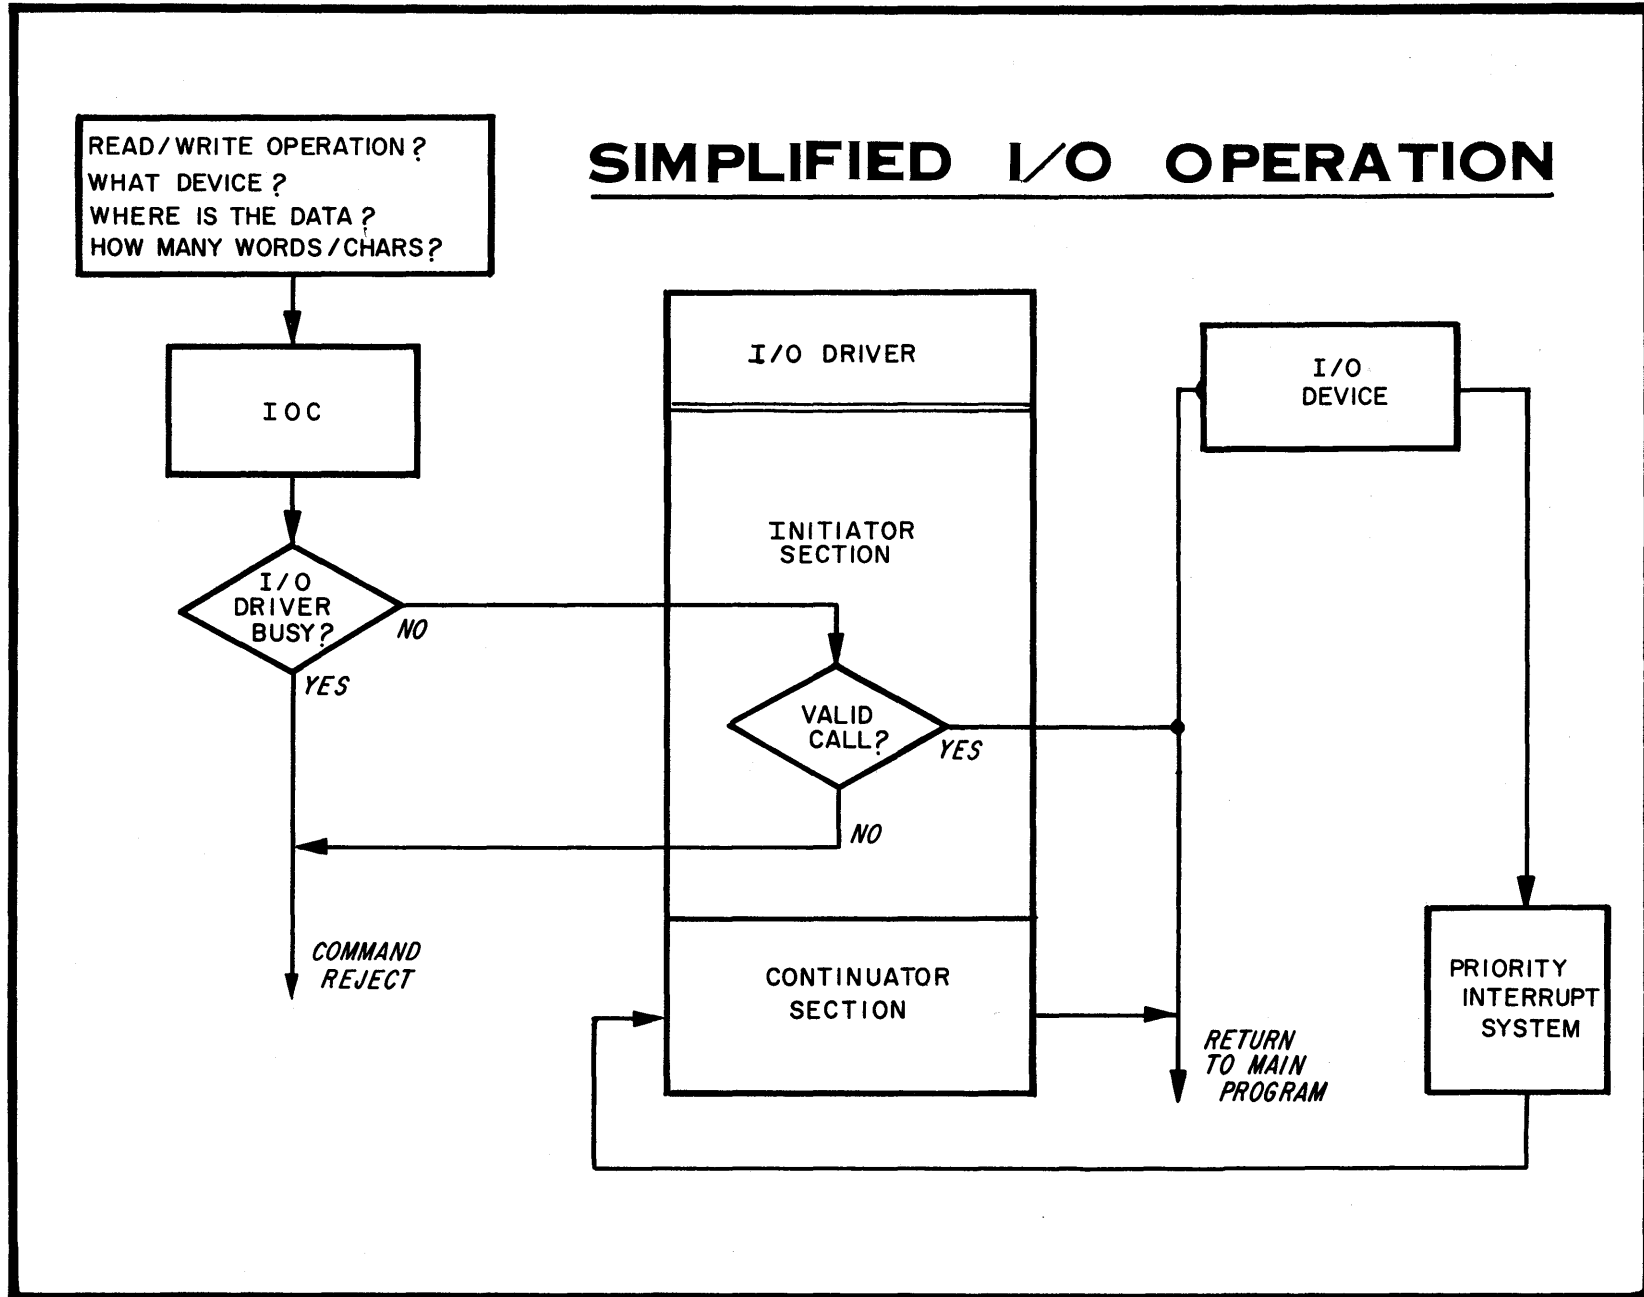 SIMPLIFIED I/O OPERATION
READ/WRITE OPERATION?
WHAT DEVICE?
WHERE IS THE DATA?
HOW MANY WORDS/CHARS?
IOC
I/O
DRIVER
BUSY?
NO
YES
COMMAND
REJECT
I/O DRIVER
INITIATOR
SECTION
VALID
CALL?
YES
NO
CONTINUATOR
SECTION
I/O
DEVICE
RETURN
TO MAIN
PROGRAM
PRIORITY
INTERRUPT
SYSTEM